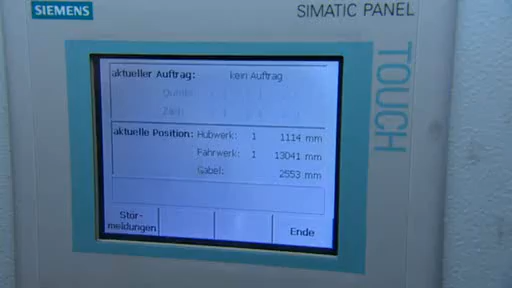 SIEMENS
SIMATIC PANEL
TOUCH
aktueller Auftrag: kein Auftrag
aktuelle Position: Hubwerk: 1 1114 mm
Fahrwerk: 1 13041 mm
Gabel: 2553 mm
Stör-
meldungen
Ende